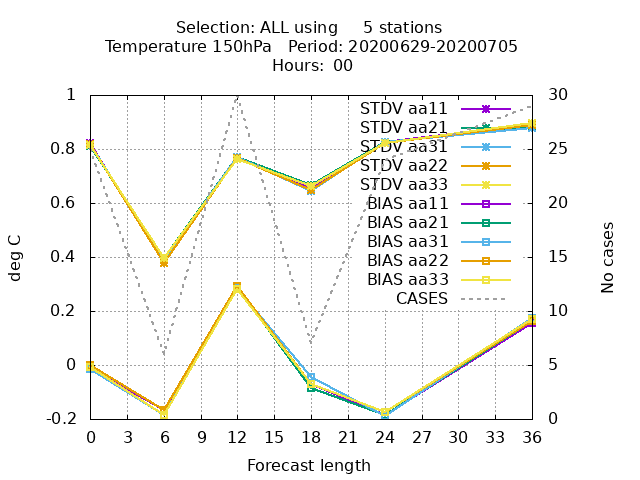 Selection: ALL using     5 stations
Temperature 150hPa   Period: 20200629-20200705
Hours:  00
1
0.8
0.6
0.4
0.2
0
-0.2
deg C
30
25
20
15
10
5
0
No cases
STDV aa11
STDV aa21
STDV aa31
STDV aa22
STDV aa33
BIAS aa11
BIAS aa21
BIAS aa31
BIAS aa22
BIAS aa33
CASES
0 3 6 9 12 15 18 21 24 27 30 33 36
Forecast length